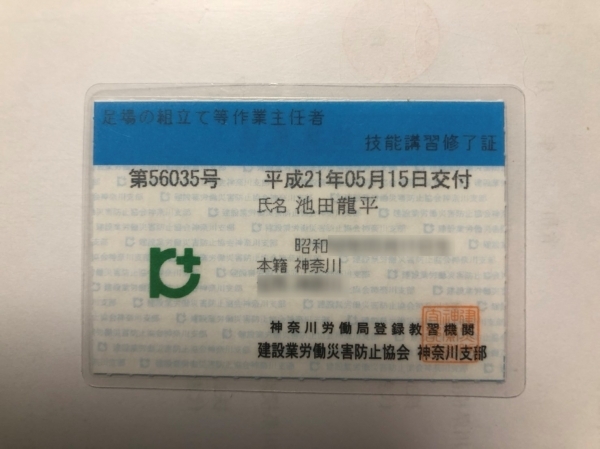 足場の組立て等作業主任者
技能講習修了証
第56035号 平成21年05月15日交付
氏名 池田龍平
昭和
本籍 神奈川
神奈川労働局登録教習機関
建設業労働災害防止協会 神奈川支部